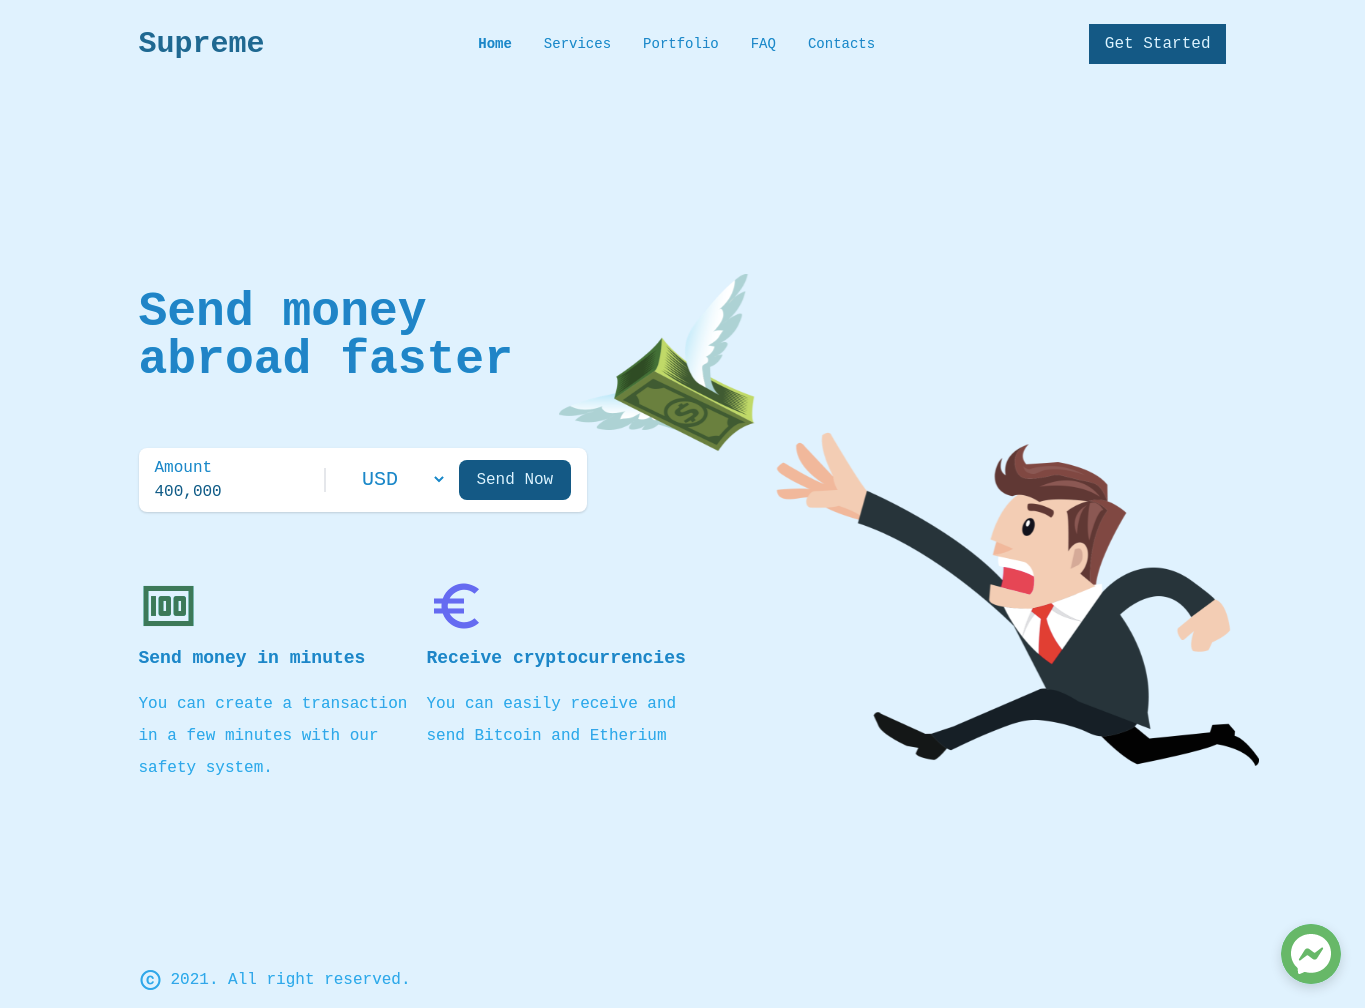 Supreme
Home Services Portfolio FAQ Contacts
Get Started
Send money
abroad faster
Amount
400,000
USD
Send Now
100
Send money in minutes
You can create a transaction
in a few minutes with our
safety system.
Receive cryptocurrencies
You can easily receive and
send Bitcoin and Etherium
© 2021. All right reserved.